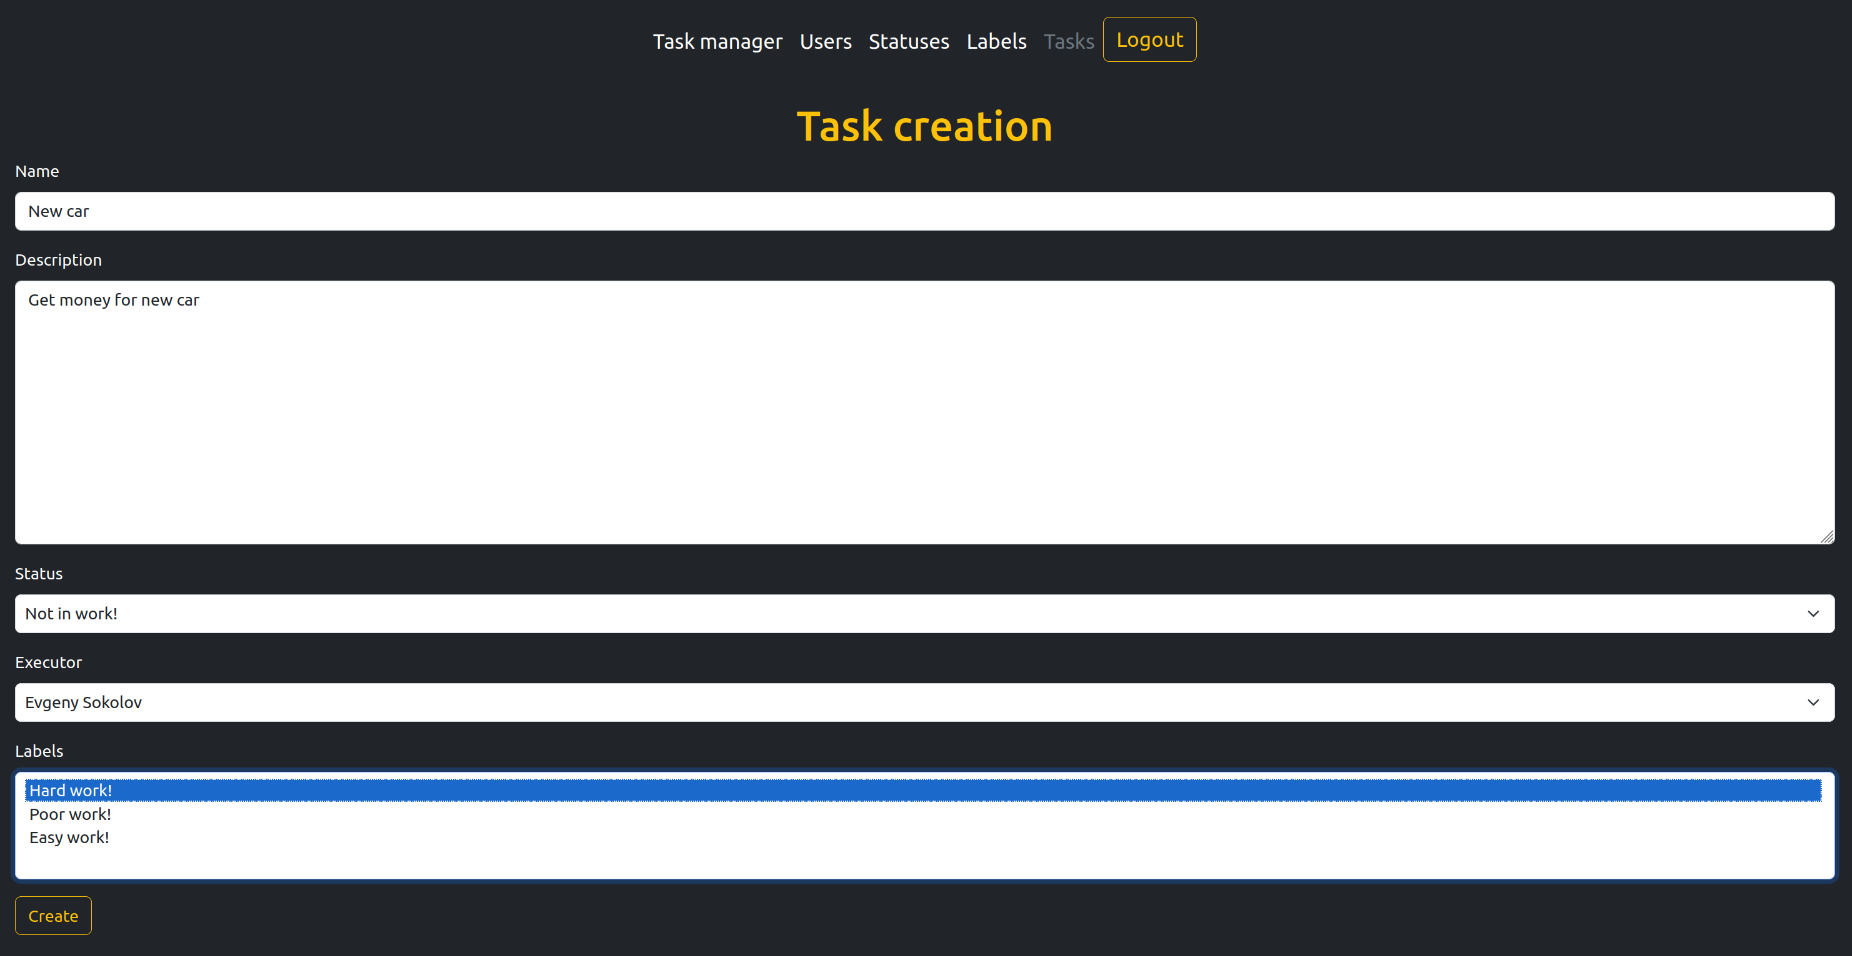 Task manager Users Statuses Labels Tasks Logout
Task creation
Name
New car
Description
Get money for new car
Status
Not in work!
Executor
Evgeny Sokolov
Labels
Hard work!
Poor work!
Easy work!
Create